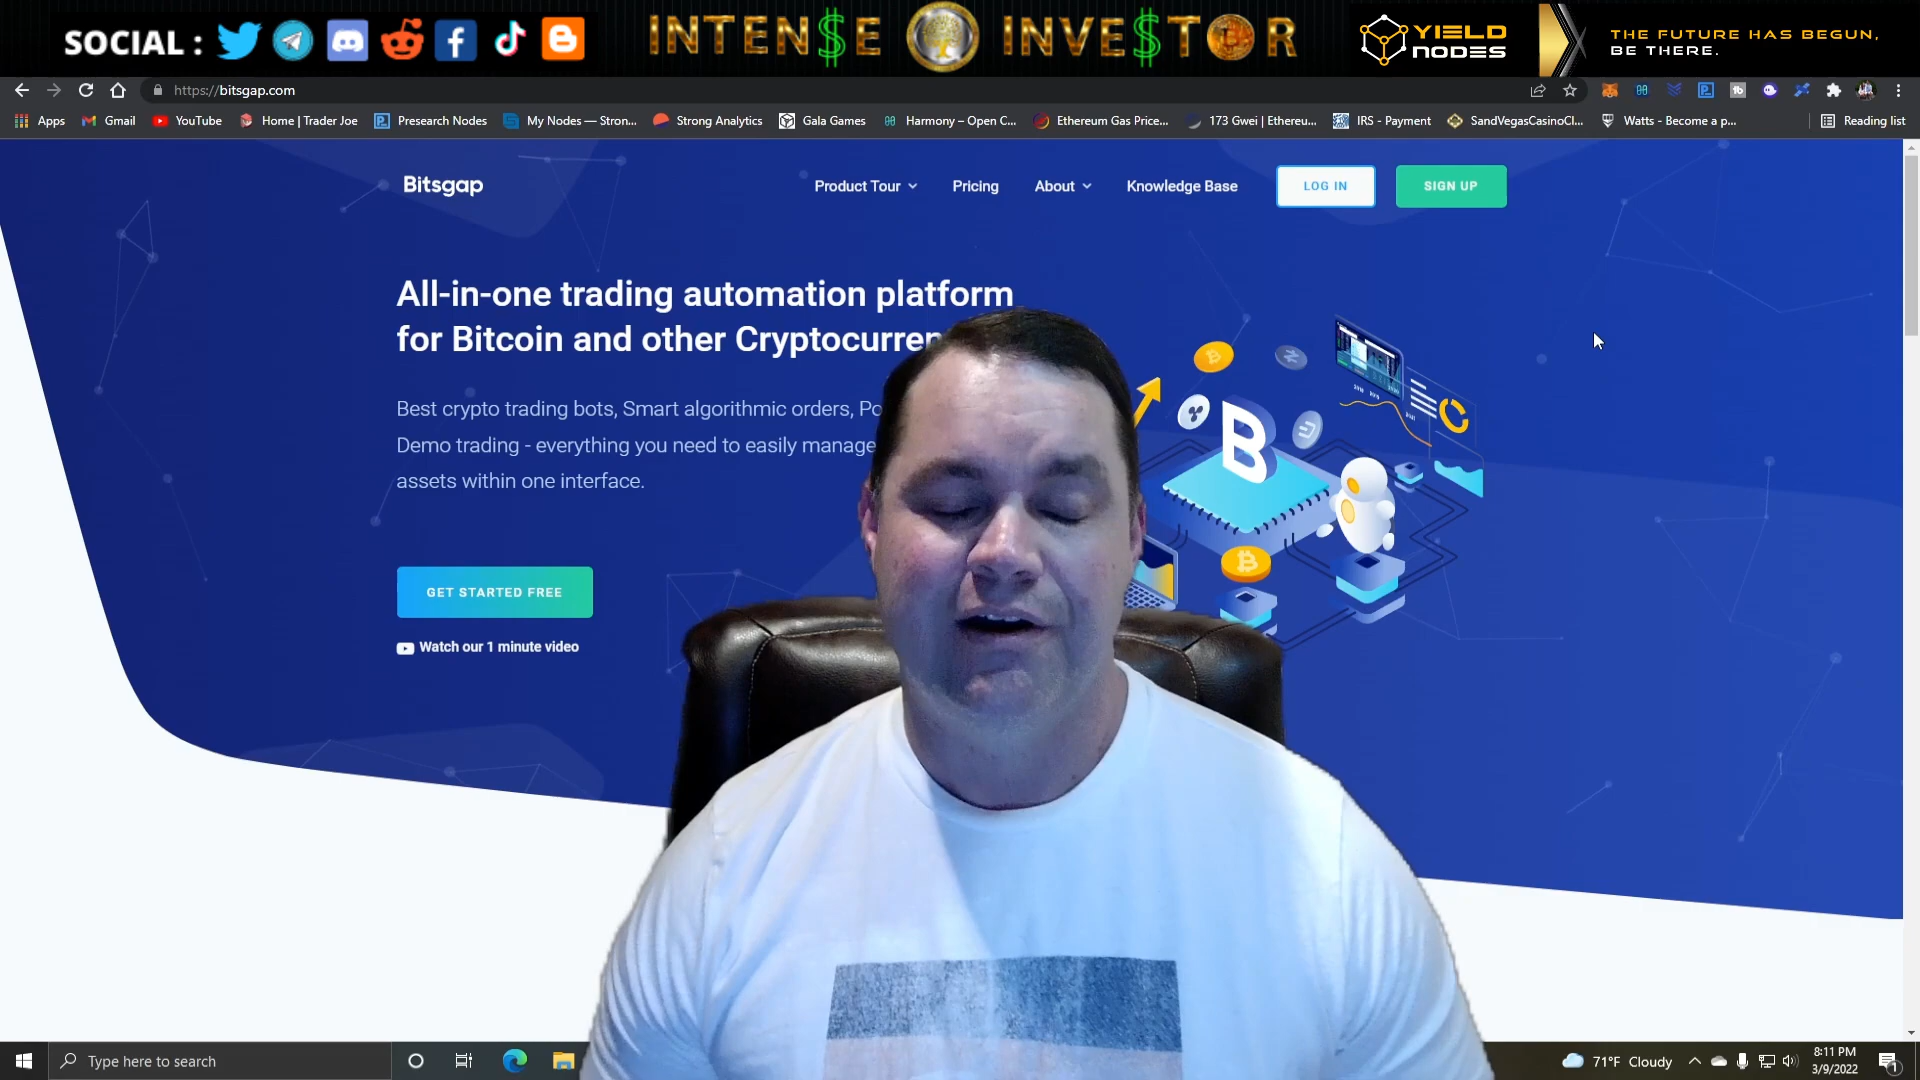 SOCIAL :
INTEN$E INVE$T R
YIELD NODES
THE FUTURE HAS BEGUN,
BE THERE.
https://bitsgap.com
Apps Gmail YouTube Home | Trader Joe Presearch Nodes My Nodes — Stron... Strong Analytics Gala Games Harmony – Open C... Ethereum Gas Price... 173 Gwei | Ethereu... IRS - Payment SandVegasCasinoCl... Watts - Become a p... Reading list
Bitsgap Product Tour Pricing About Knowledge Base LOG IN SIGN UP
All-in-one trading automation platform
for Bitcoin and other Cryptocurren
Best crypto trading bots, Smart algorithmic orders, Po
Demo trading - everything you need to easily manage
assets within one interface.
GET STARTED FREE
Watch our 1 minute video
Type here to search
71°F Cloudy
8:11 PM
3/9/2022
1